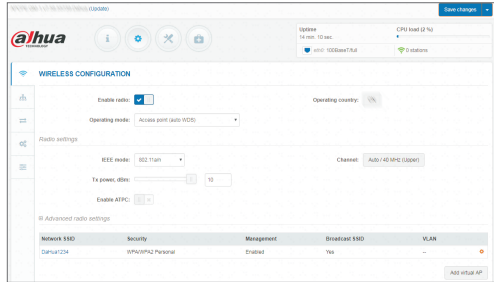 (Update)
Save changes
alhua
TECHNOLOGY
Uptime
14 min. 10 sec.
CPU load (2 %)
eth0: 100BaseT/full
0 stations
WIRELESS CONFIGURATION
Enable radio:
Operating country:
Operating mode: Access point (auto WDS)
Radio settings
IEEE mode: 802.11an
Channel: Auto / 40 MHz (Upper)
Tx power, dBm: 10
Enable ATPC:
Advanced radio settings
Network SSID Security Management Broadcast SSID VLAN
DaHua1234 WPA/WPA2 Personal Enabled Yes --
Add virtual AP